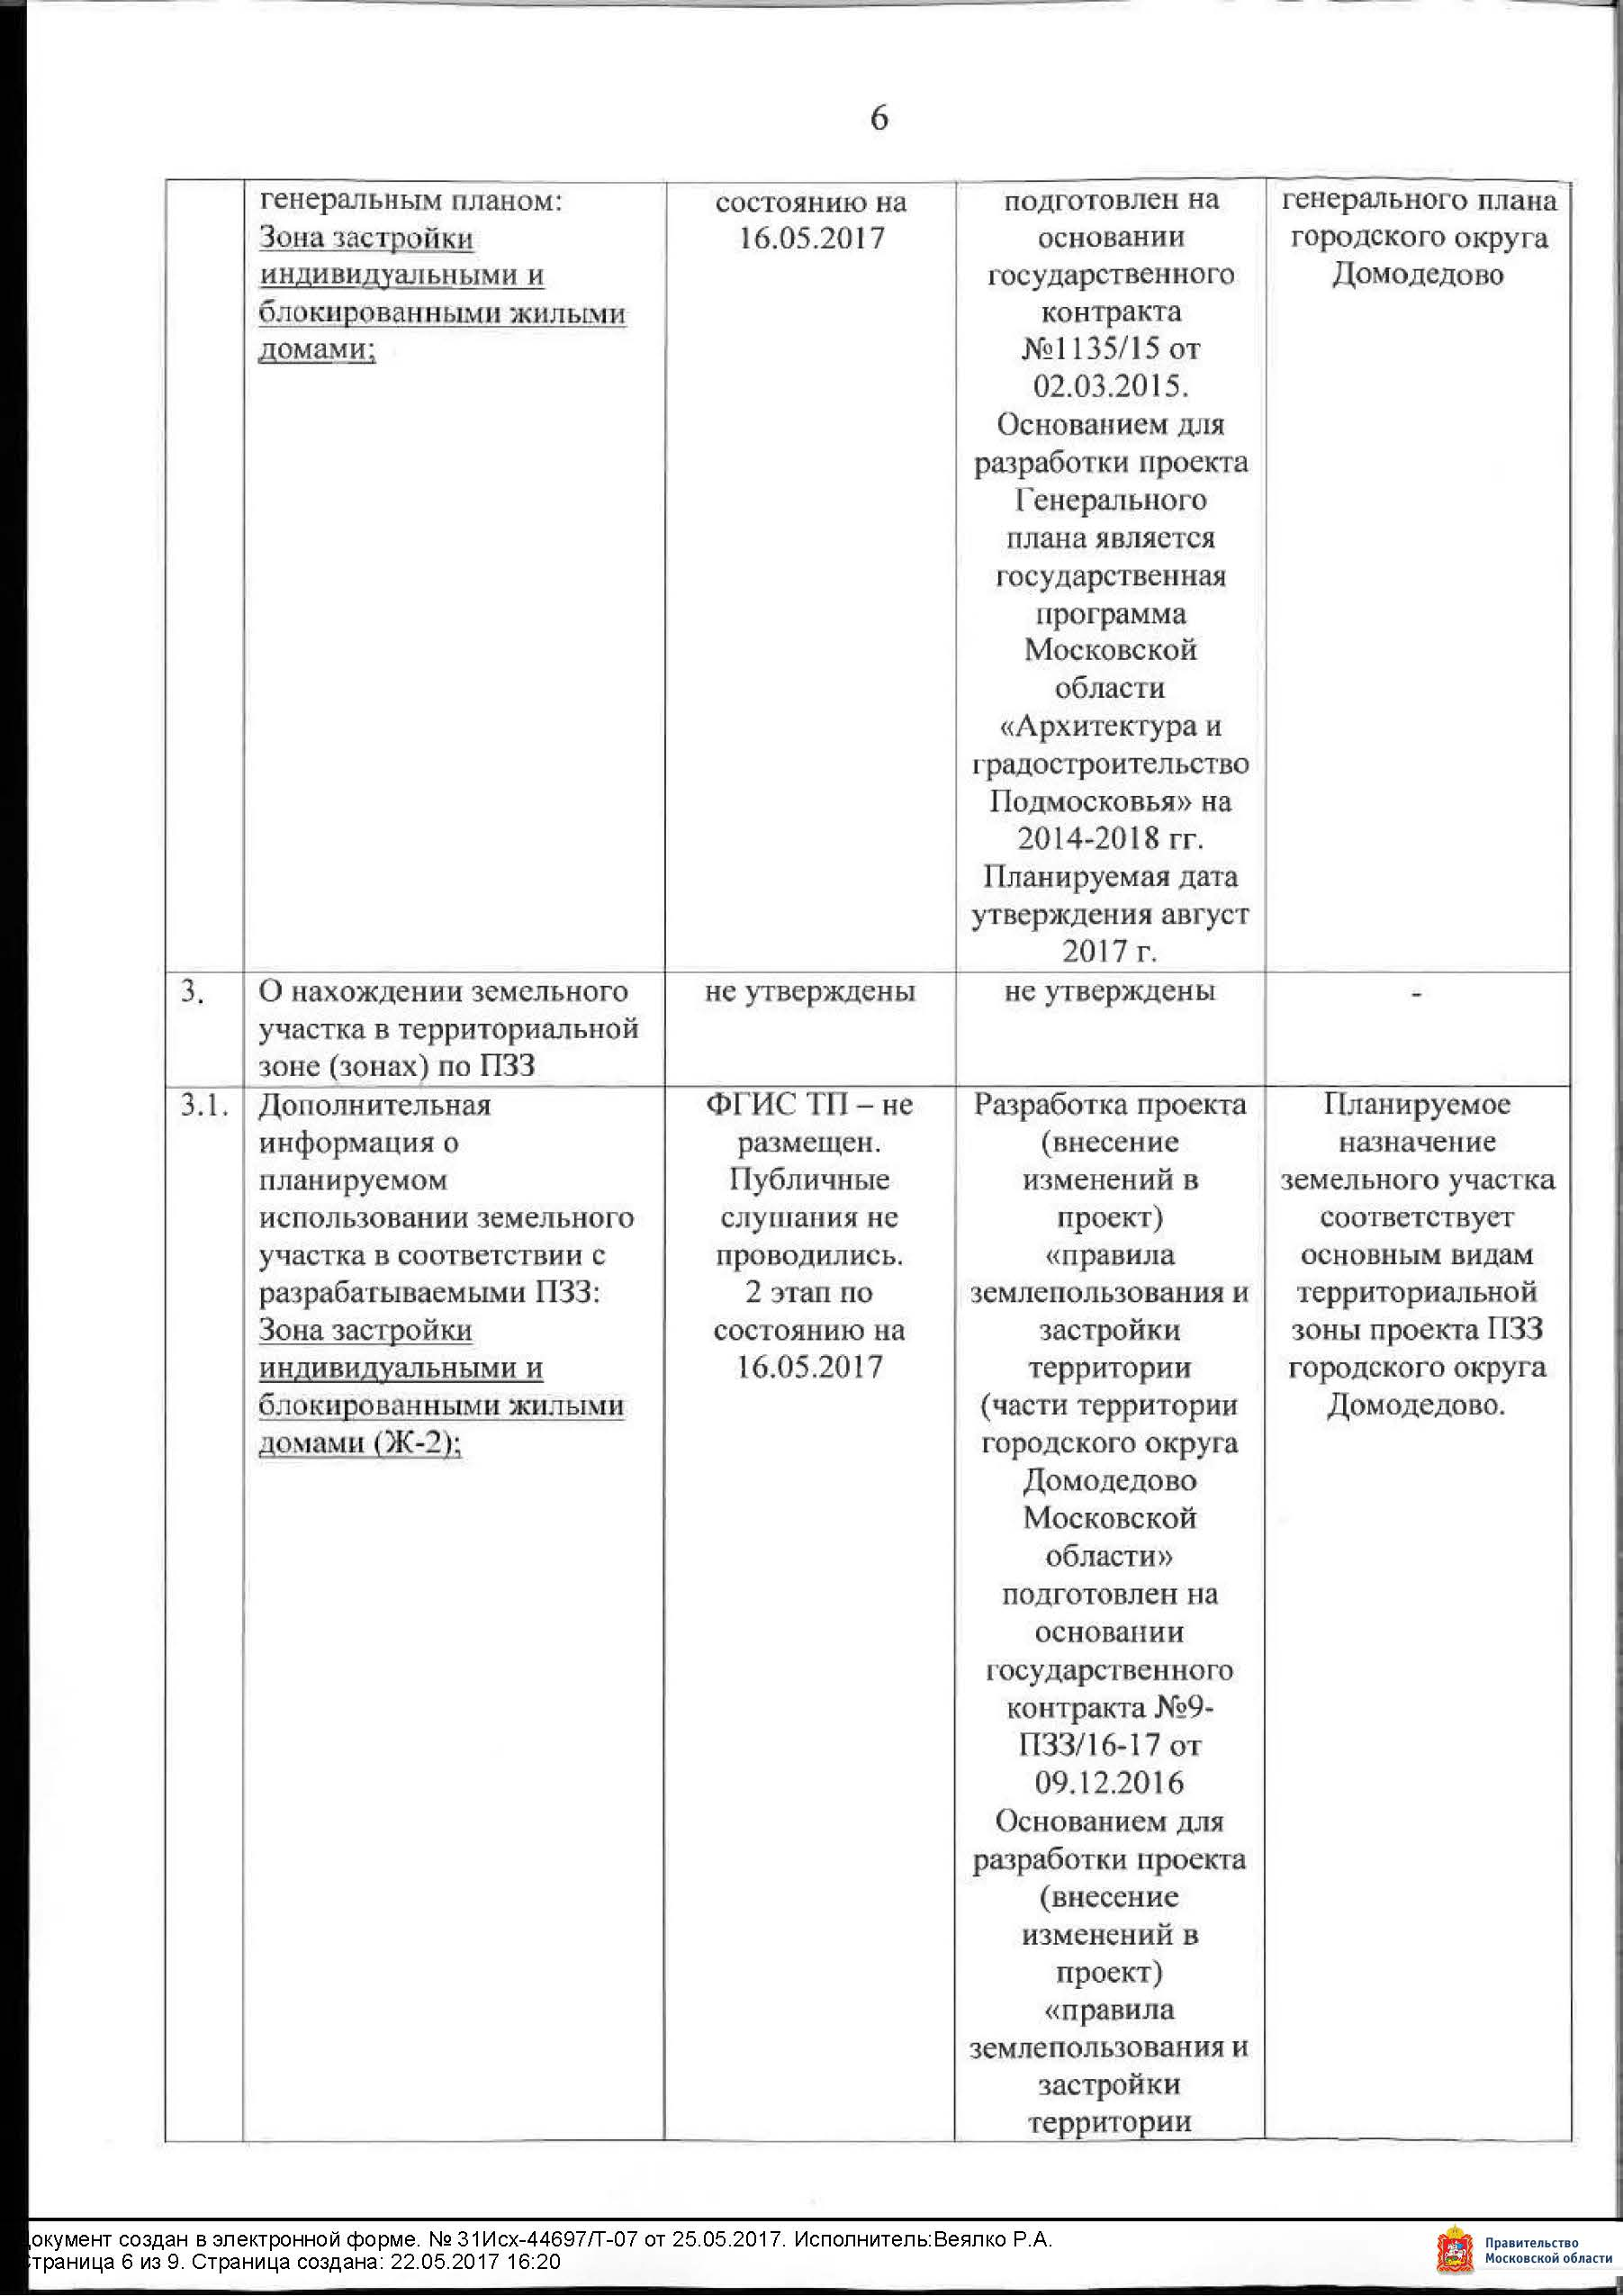 6
генеральным планом:
Зона застройки
индивидуальными и
блокированными жилыми
домами;
состоянию на
16.05.2017
подготовлен на
основании
государственного
контракта
№1135/15 от
02.03.2015.
Основанием для
разработки проекта
Генерального
плана является
государственная
программа
Московской
области
«Архитектура и
градостроительство
Подмосковья» на
2014-2018 гг.
Планируемая дата
утверждения август
2017 г.
генерального плана
городского округа
Домодедово
3.
О нахождении земельного
участка в территориальной
зоне (зонах) по ПЗЗ
не утверждены
не утверждены
-
3.1.
Дополнительная
информация о
планируемом
использовании земельного
участка в соответствии с
разрабатываемыми ПЗЗ:
Зона застройки
индивидуальными и
блокированными жилыми
домами (Ж-2);
ФГИС ТП – не
размещен.
Публичные
слушания не
проводились.
2 этап по
состоянию на
16.05.2017
Разработка проекта
(внесение
изменений в
проект)
«правила
землепользования и
застройки
территории
(части территории
городского округа
Домодедово
Московской
области»
подготовлен на
основании
государственного
контракта №9-
ПЗЗ/16-17 от
09.12.2016
Основанием для
разработки проекта
(внесение
изменений в
проект)
«правила
землепользования и
застройки
территории
Планируемое
назначение
земельного участка
соответствует
основным видам
территориальной
зоны проекта ПЗЗ
городского округа
Домодедово.
окумент создан в электронной форме. № 31Исх-44697/Т-07 от 25.05.2017. Исполнитель:Веялко Р.А.
траница 6 из 9. Страница создана: 22.05.2017 16:20
Правительство
Московской области